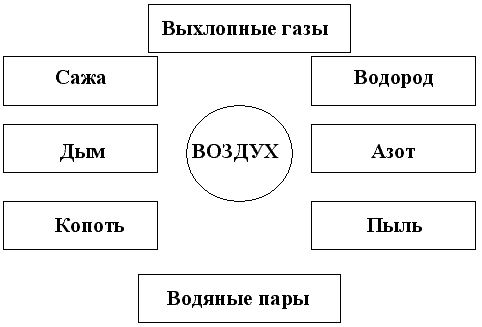 Выхлопные газы
Сажа
Водород
Дым
ВОЗДУХ
Азот
Копоть
Пыль
Водяные пары